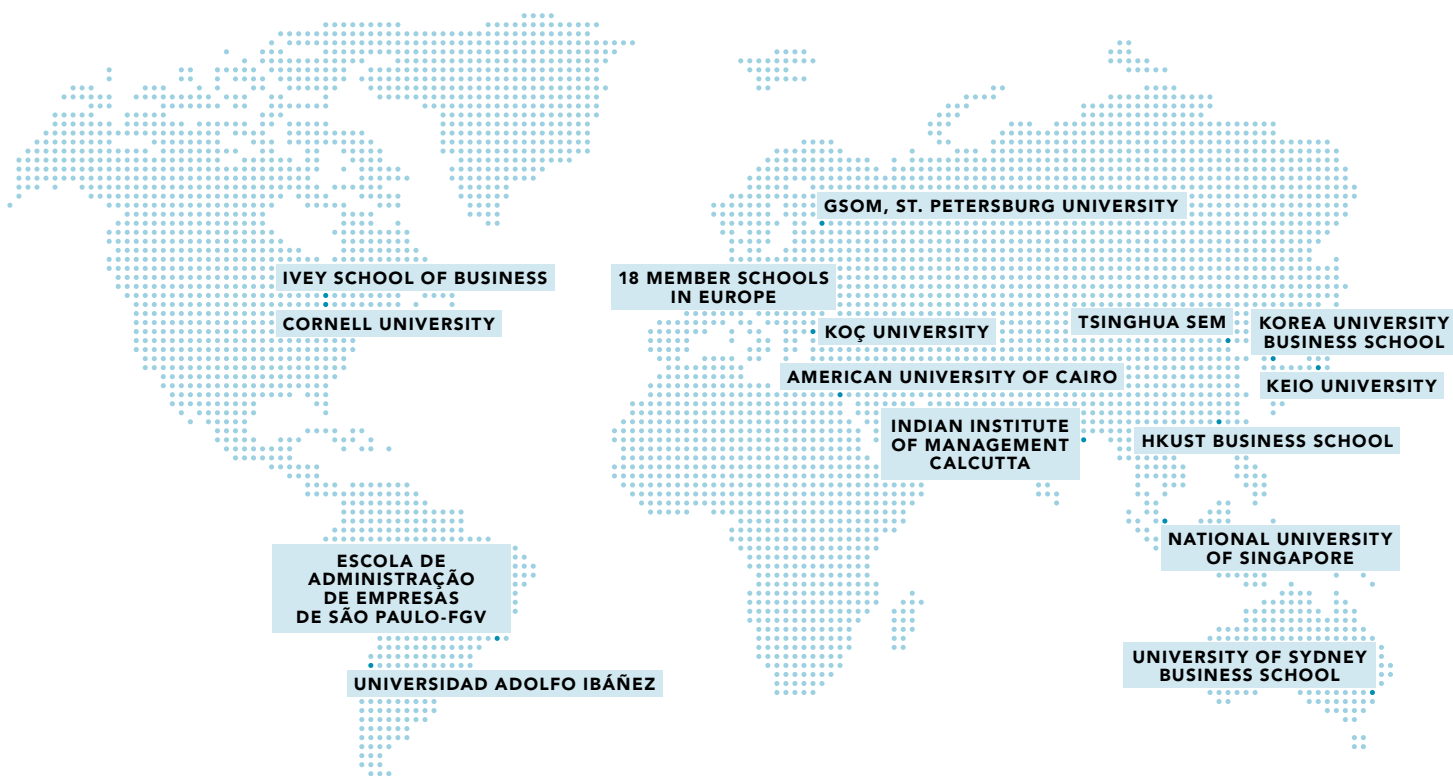 GSOM, ST. PETERSBURG UNIVERSITY
IVEY SCHOOL OF BUSINESS
CORNELL UNIVERSITY
18 MEMBER SCHOOLS
IN EUROPE
KOÇ UNIVERSITY
TSINGHUA SEM
KOREA UNIVERSITY
BUSINESS SCHOOL
KEIO UNIVERSITY
AMERICAN UNIVERSITY OF CAIRO
INDIAN INSTITUTE
OF MANAGEMENT
CALCUTTA
HKUST BUSINESS SCHOOL
NATIONAL UNIVERSITY
OF SINGAPORE
ESCOLA DE
ADMINISTRAÇÃO
DE EMPRESAS
DE SÃO PAULO-FGV
UNIVERSIDAD ADOLFO IBÁÑEZ
UNIVERSITY OF SYDNEY
BUSINESS SCHOOL